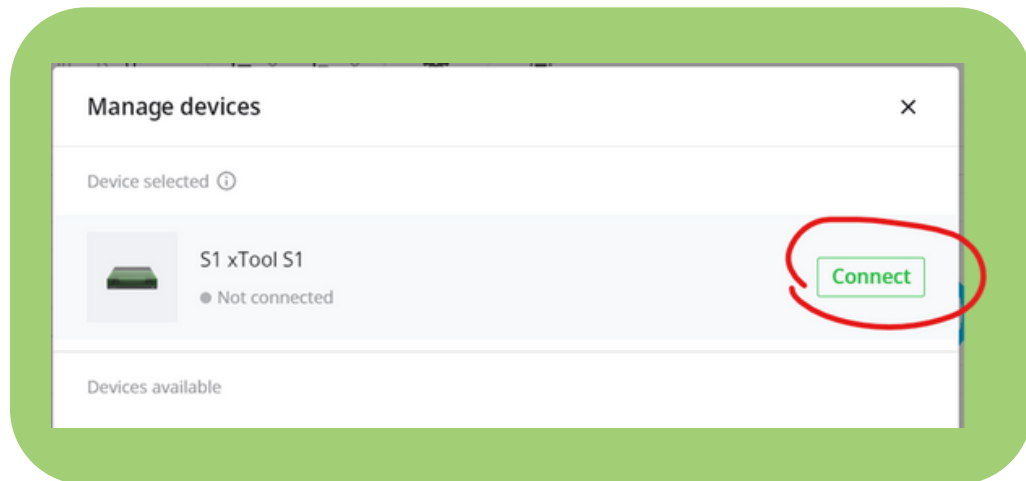 Manage devices
Device selected
S1 xTool S1
Not connected
Connect
Devices available